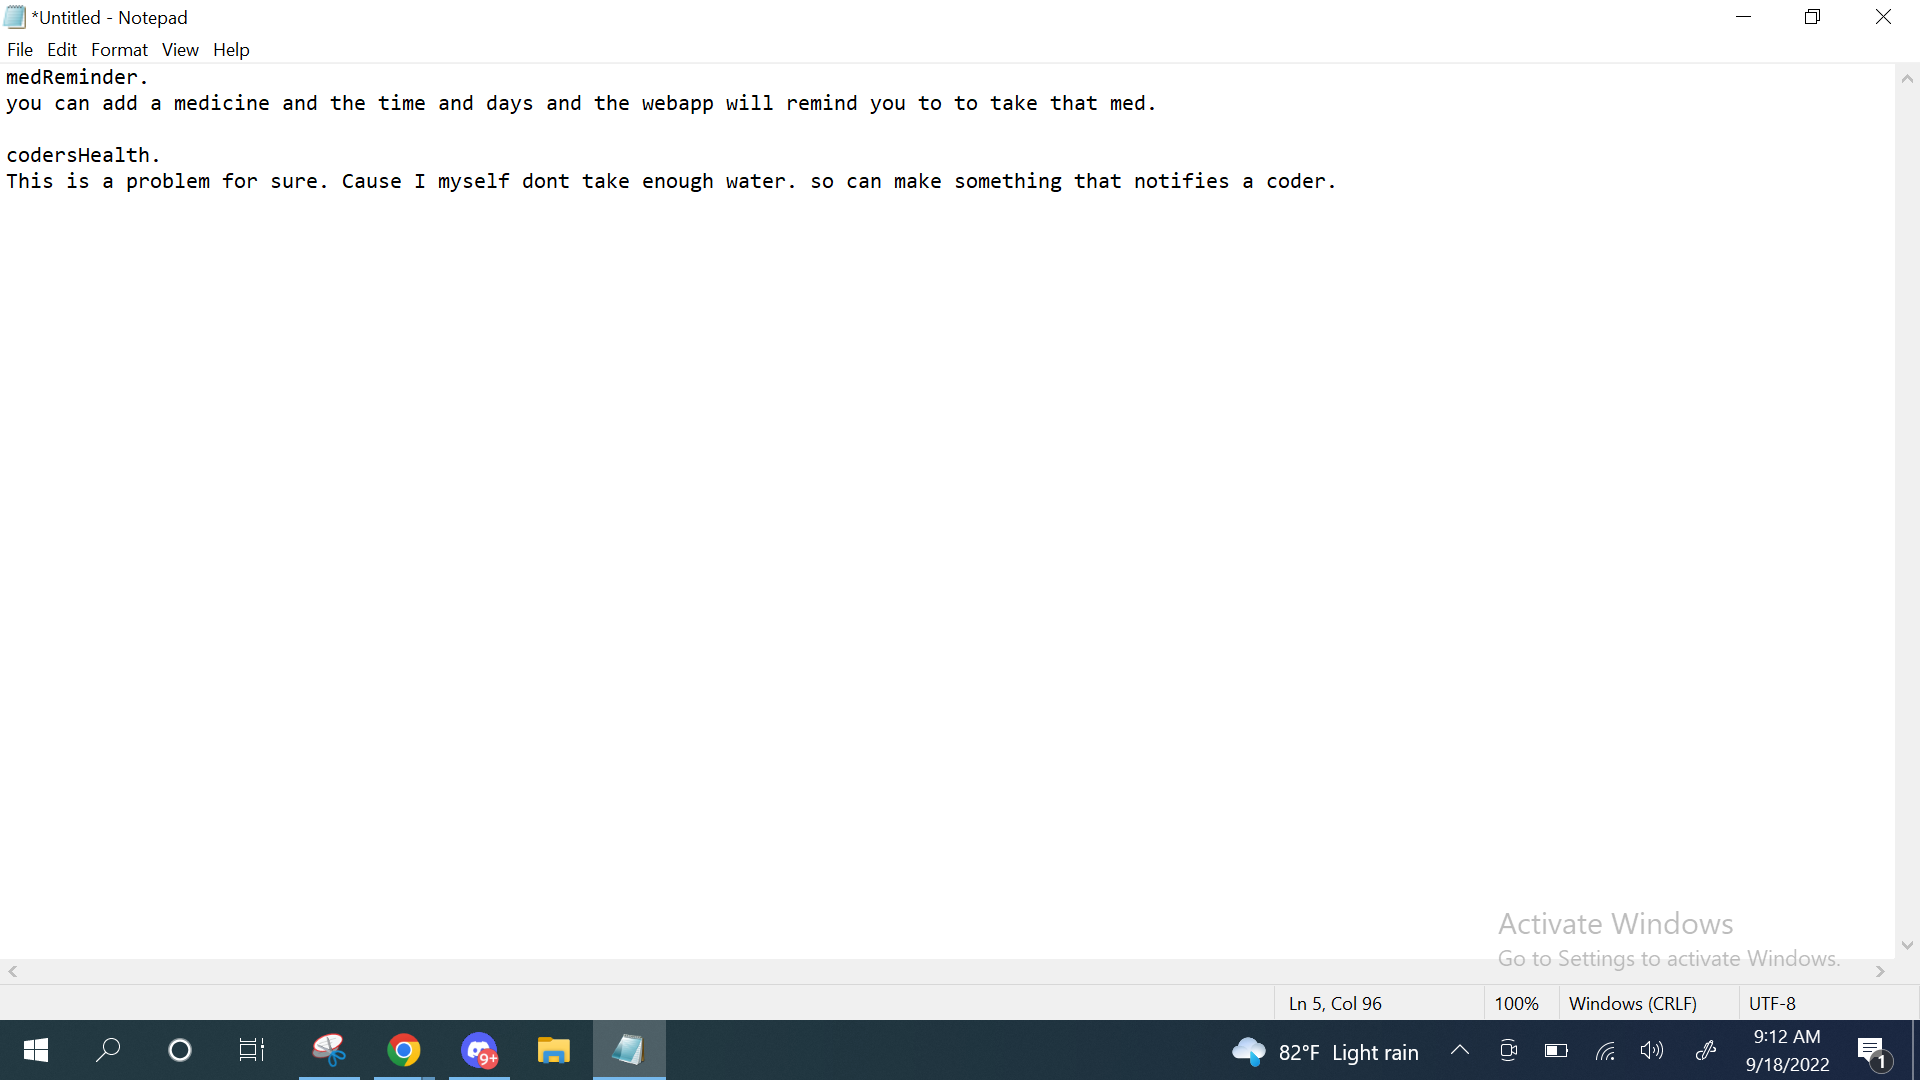 *Untitled - Notepad
File Edit Format View Help
medReminder.
you can add a medicine and the time and days and the webapp will remind you to to take that med.
codersHealth.
This is a problem for sure. Cause I myself dont take enough water. so can make something that notifies a coder.
Activate Windows
Go to Settings to activate Windows.
Ln 5, Col 96 100% Windows (CRLF) UTF-8
9+
82°F Light rain
9:12 AM
9/18/2022
1